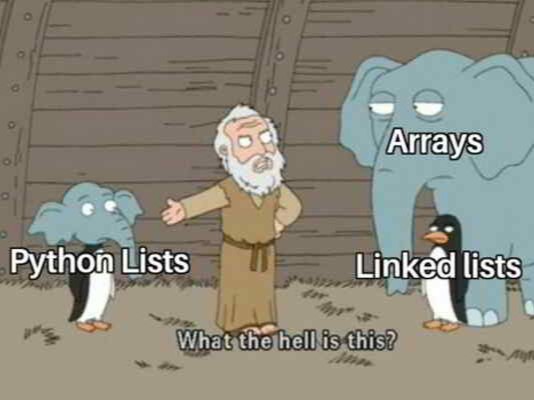 Arrays
Python Lists
Linked lists
What the hell is this?